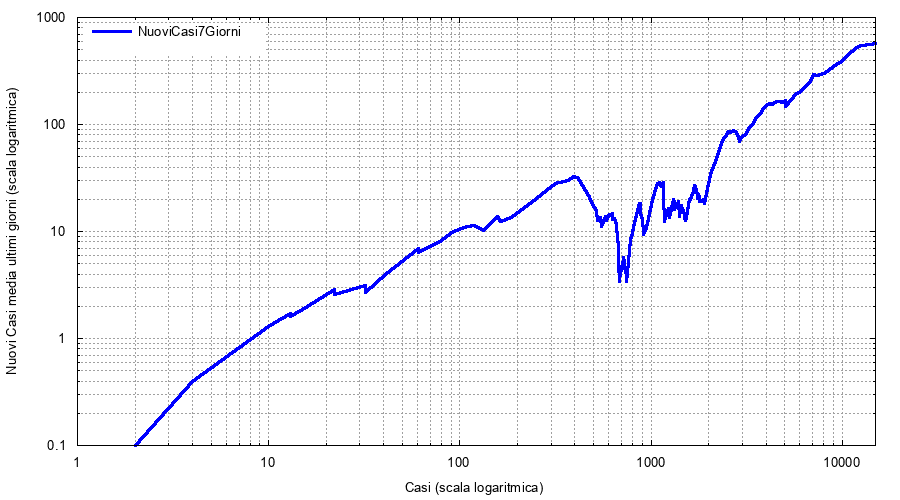 1000
NuoviCasi7Giorni
100
10
1
0.1
1 10 100 1000 10000
Casi (scala logaritmica)
Nuovi Casi media ultimi giorni (scala logaritmica)